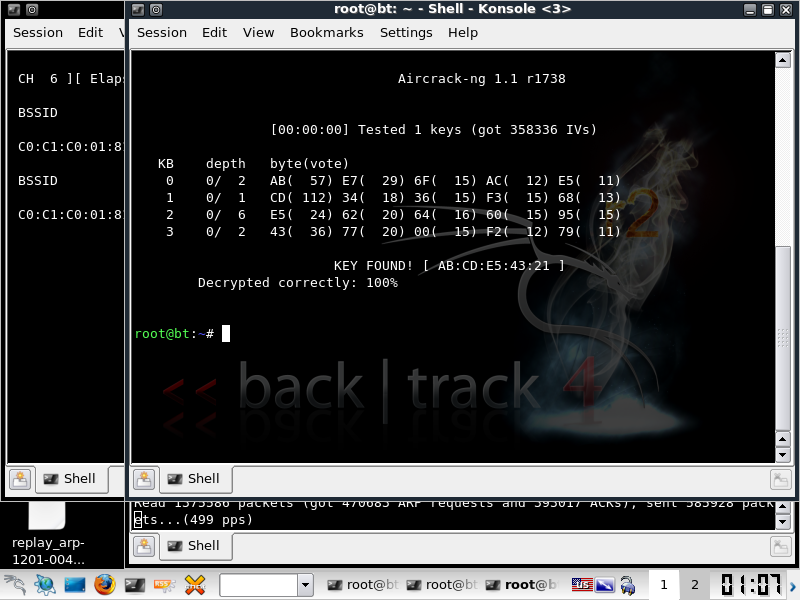 root@bt: ~ - Shell - Konsole <3>
Session Edit
Session Edit View Bookmarks Settings Help
CH 6 ][ Elaps
BSSID
C0:C1:C0:01:8
BSSID
C0:C1:C0:01:8
Aircrack-ng 1.1 r1738
[00:00:00] Tested 1 keys (got 358336 IVs)
KB depth byte(vote)
0 0/ 2 AB( 57) E7( 29) 6F( 15) AC( 12) E5( 11)
1 0/ 1 CD( 112) 34( 18) 36( 15) F3( 15) 68( 13)
2 0/ 6 E5( 24) 62( 20) 64( 16) 60( 15) 95( 15)
3 0/ 2 43( 36) 77( 20) 00( 15) F2( 12) 79( 11)
KEY FOUND! [ AB:CD:E5:43:21 ]
Decrypted correctly: 100%
root@bt:~#
r2
<< back | track 4
Shell
Shell
Read 1575586 packets (got 470683 ARP requests and 393017 ACKs), sent 585928 pack
ets...(499 pps)
Shell
replay_arp-
1201-004...
root@bt
root@bt
root@b
us
1
2
01:07